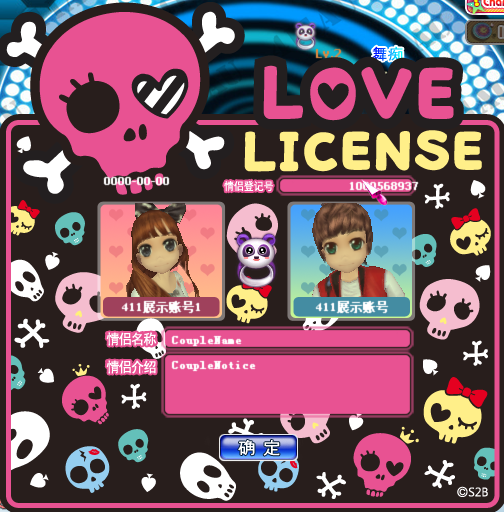 Lv.2
舞痴
LOVE
LICENSE
0000-00-00
情侣登记号
1000568937
411展示账号1
411展示账号
情侣名称
CoupleName
情侣介绍
CoupleNotice
确 定
©S2B